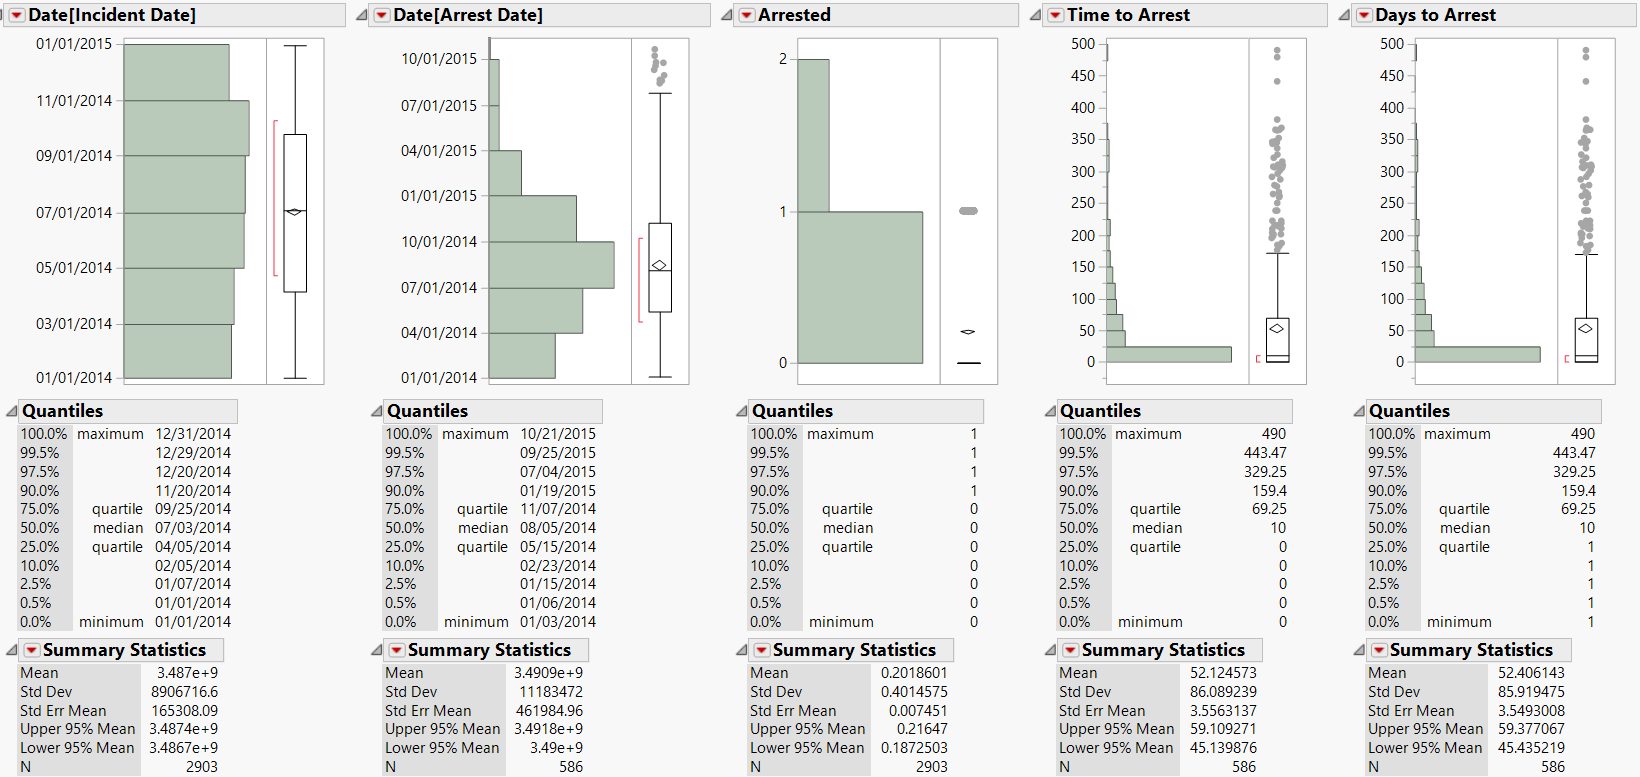 Date[Incident Date]
01/01/2015
11/01/2014
09/01/2014
07/01/2014
05/01/2014
03/01/2014
01/01/2014
Quantiles
100.0% maximum 12/31/2014
99.5% 12/29/2014
97.5% 12/20/2014
90.0% 11/20/2014
75.0% quartile 09/25/2014
50.0% median 07/03/2014
25.0% quartile 04/05/2014
10.0% 02/05/2014
2.5% 01/07/2014
0.5% 01/01/2014
0.0% minimum 01/01/2014
Summary Statistics
Mean 3.487e+9
Std Dev 8906716.6
Std Err Mean 165308.09
Upper 95% Mean 3.4874e+9
Lower 95% Mean 3.4867e+9
N 2903
Date[Arrest Date]
10/01/2015
07/01/2015
04/01/2015
01/01/2015
10/01/2014
07/01/2014
04/01/2014
01/01/2014
Quantiles
100.0% maximum 10/21/2015
99.5% 09/25/2015
97.5% 07/04/2015
90.0% 01/19/2015
75.0% quartile 11/07/2014
50.0% median 08/05/2014
25.0% quartile 05/15/2014
10.0% 02/23/2014
2.5% 01/15/2014
0.5% 01/06/2014
0.0% minimum 01/03/2014
Summary Statistics
Mean 3.4909e+9
Std Dev 11183472
Std Err Mean 461984.96
Upper 95% Mean 3.4918e+9
Lower 95% Mean 3.49e+9
N 586
Arrested
2
1
0
Quantiles
100.0% maximum 1
99.5% 1
97.5% 1
90.0% 1
75.0% quartile 0
50.0% median 0
25.0% quartile 0
10.0% 0
2.5% 0
0.5% 0
0.0% minimum 0
Summary Statistics
Mean 0.2018601
Std Dev 0.4014575
Std Err Mean 0.007451
Upper 95% Mean 0.21647
Lower 95% Mean 0.1872503
N 2903
Time to Arrest
500
450
400
350
300
250
200
150
100
50
0
Quantiles
100.0% maximum 490
99.5% 443.47
97.5% 329.25
90.0% 159.4
75.0% quartile 69.25
50.0% median 10
25.0% quartile 0
10.0% 0
2.5% 0
0.5% 0
0.0% minimum 0
Summary Statistics
Mean 52.124573
Std Dev 86.089239
Std Err Mean 3.5563137
Upper 95% Mean 59.109271
Lower 95% Mean 45.139876
N 586
Days to Arrest
500
450
400
350
300
250
200
150
100
50
0
Quantiles
100.0% maximum 490
99.5% 443.47
97.5% 329.25
90.0% 159.4
75.0% quartile 69.25
50.0% median 10
25.0% quartile 1
10.0% 1
2.5% 1
0.5% 1
0.0% minimum 1
Summary Statistics
Mean 52.406143
Std Dev 85.919475
Std Err Mean 3.5493008
Upper 95% Mean 59.377067
Lower 95% Mean 45.435219
N 586